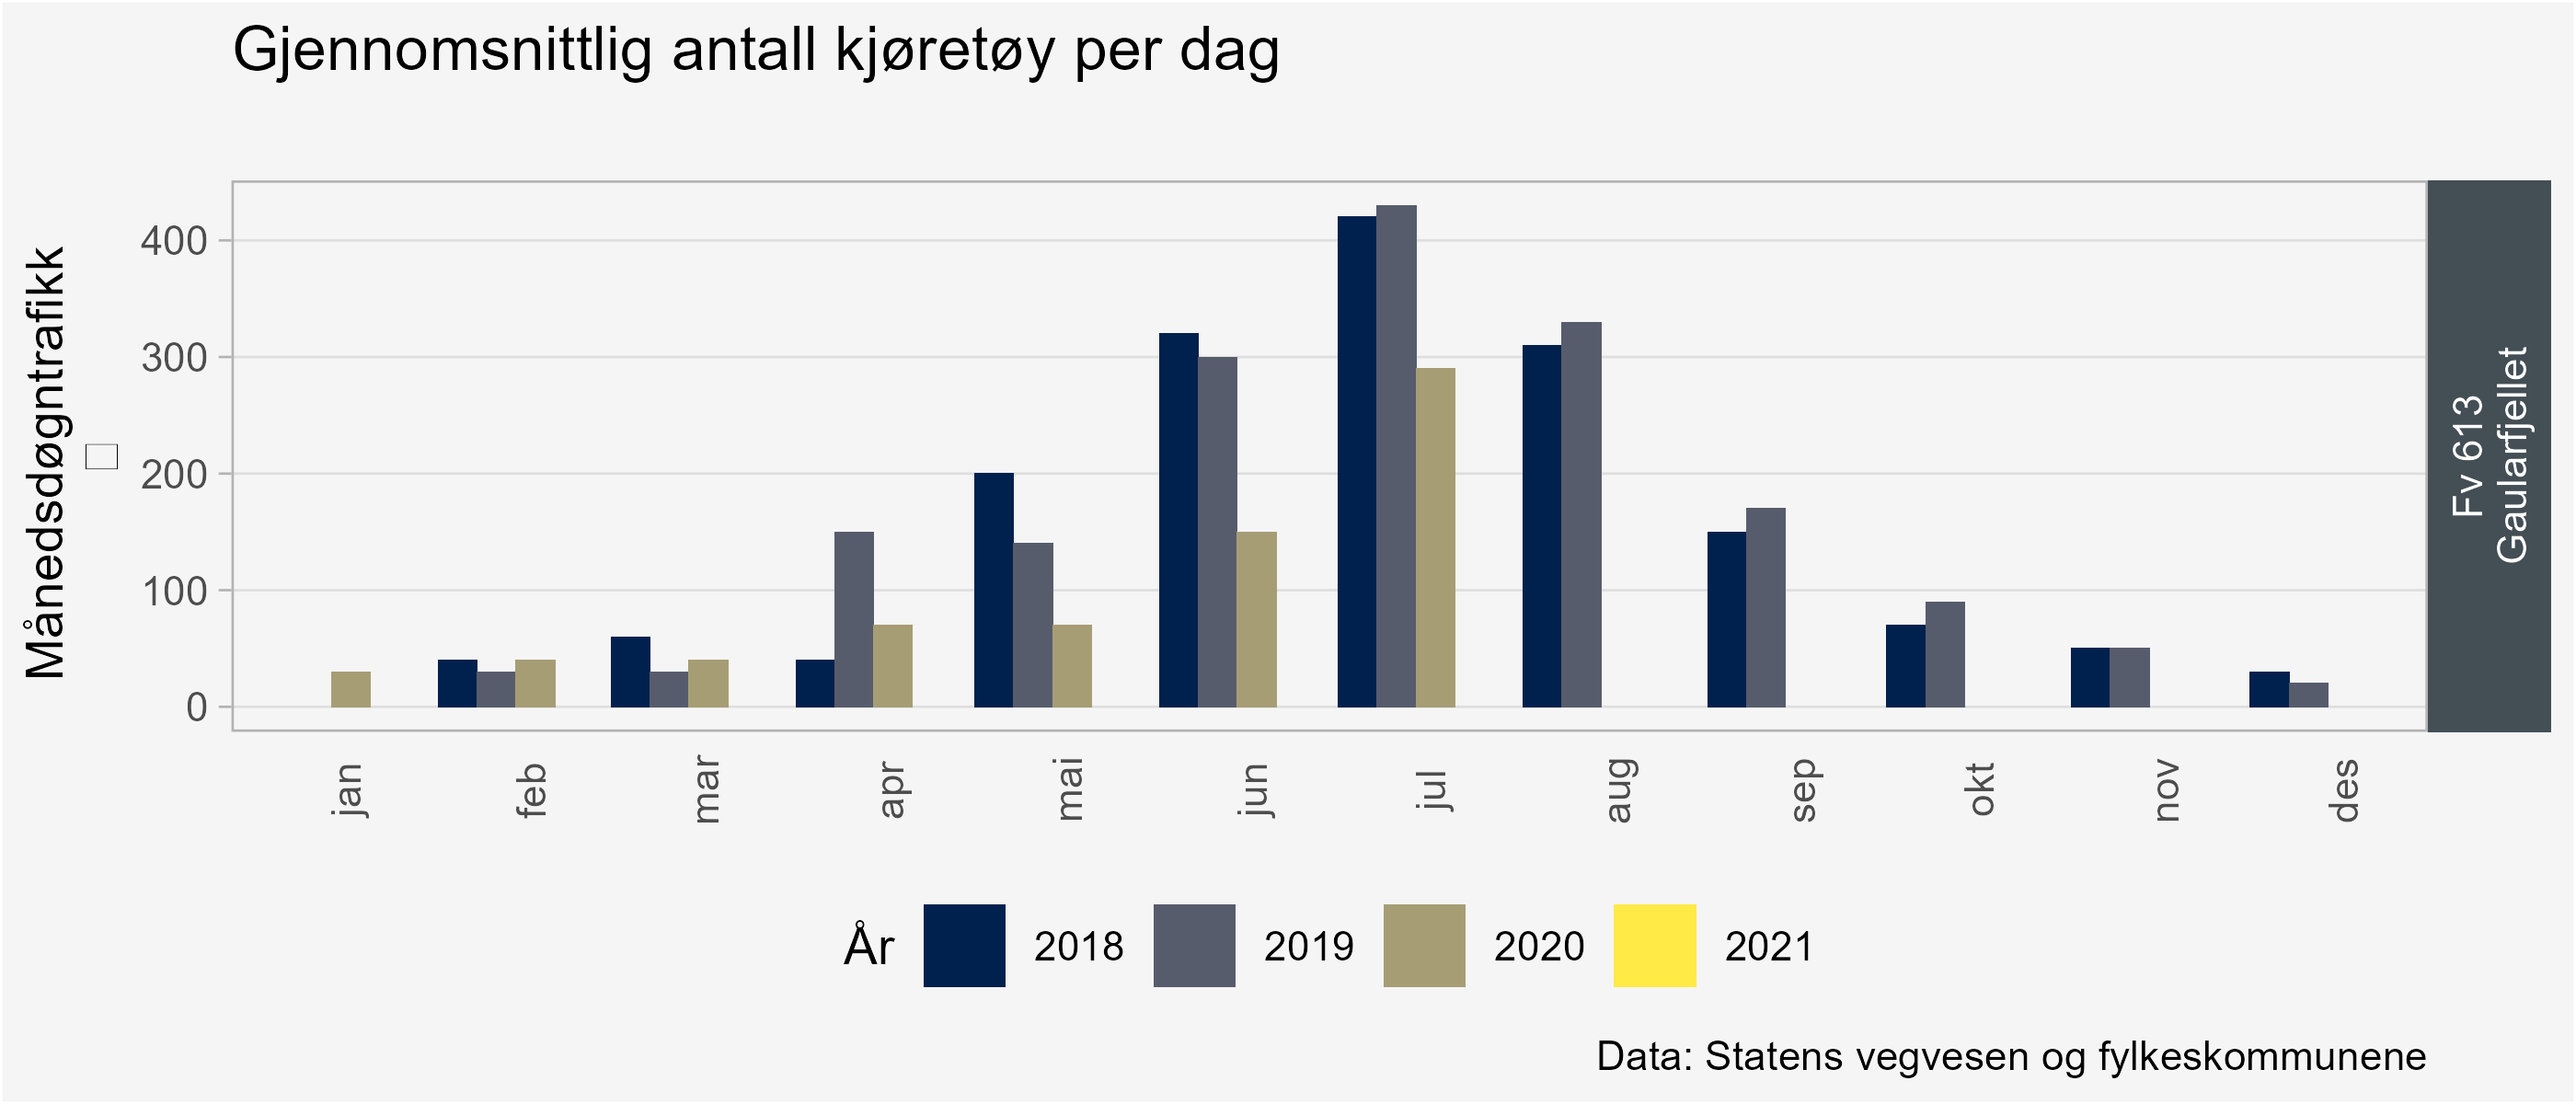 Gjennomsnittlig antall kjøretøy per dag
Månedsdøgntrafikk
400
300
200
100
0
jan
feb
mar
apr
mai
jun
jul
aug
sep
okt
nov
des
Fv 613
Gaularfjellet
År
2018
2019
2020
2021
Data: Statens vegvesen og fylkeskommunene